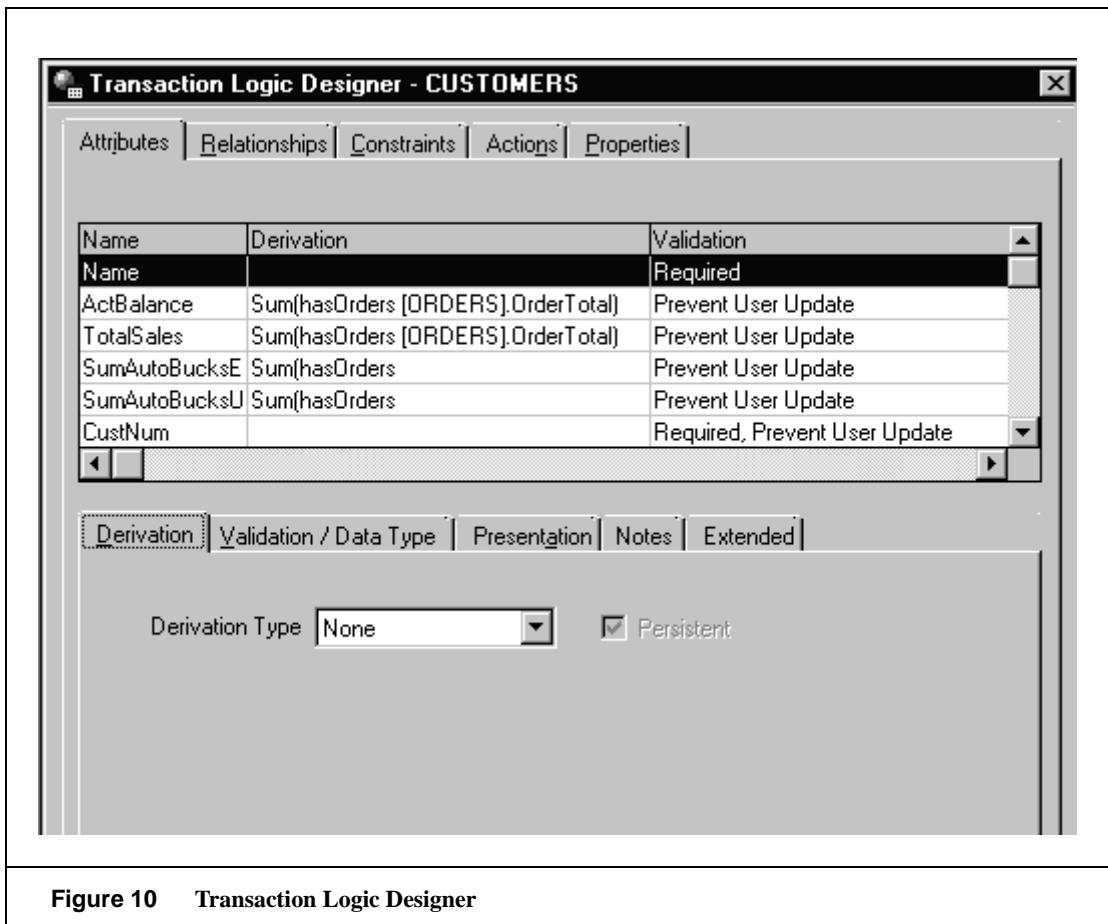 Transaction Logic Designer - CUSTOMERS
Attributes Relationships Constraints Actions Properties
Name Derivation Validation
Name Required
ActBalance Sum(hasOrders [ORDERS].OrderTotal) Prevent User Update
TotalSales Sum(hasOrders [ORDERS].OrderTotal) Prevent User Update
SumAutoBucksE Sum(hasOrders Prevent User Update
SumAutoBucksU Sum(hasOrders Prevent User Update
CustNum Required, Prevent User Update
Derivation Validation / Data Type Presentation Notes Extended
Derivation Type None Persistent
Figure 10 Transaction Logic Designer